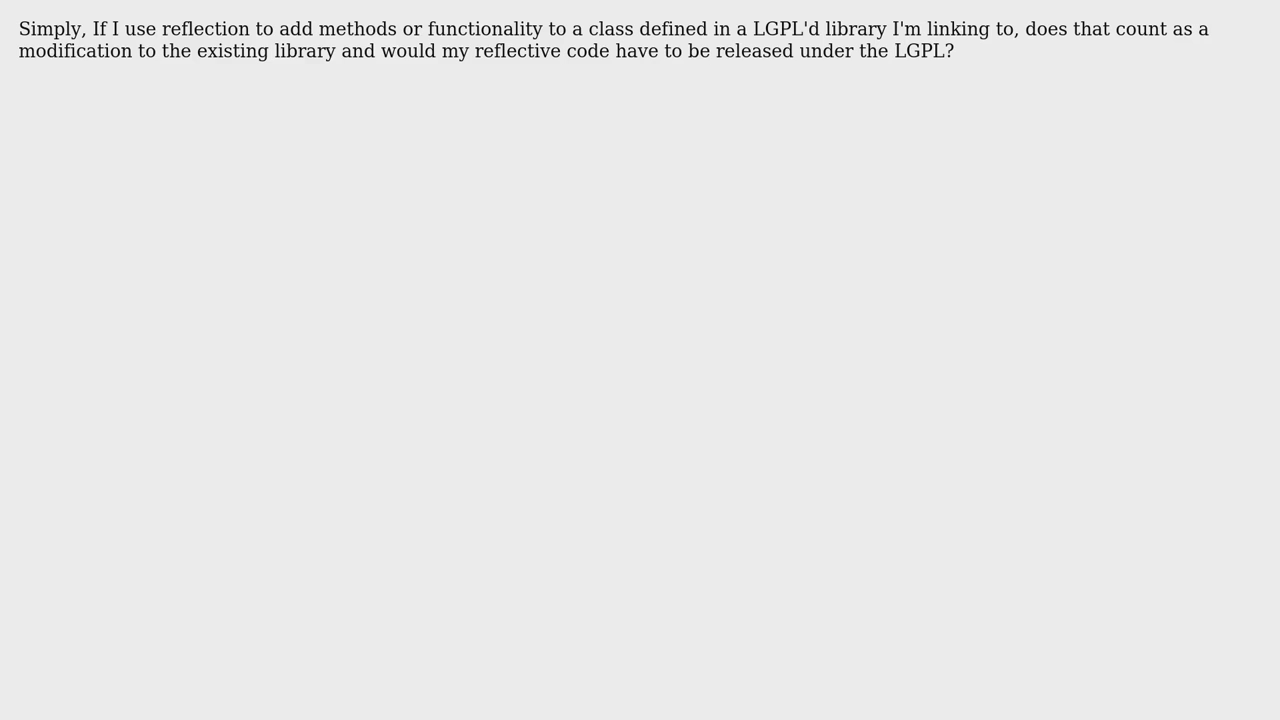 Simply, If I use reflection to add methods or functionality to a class defined in a LGPL'd library I'm linking to, does that count as a
modification to the existing library and would my reflective code have to be released under the LGPL?